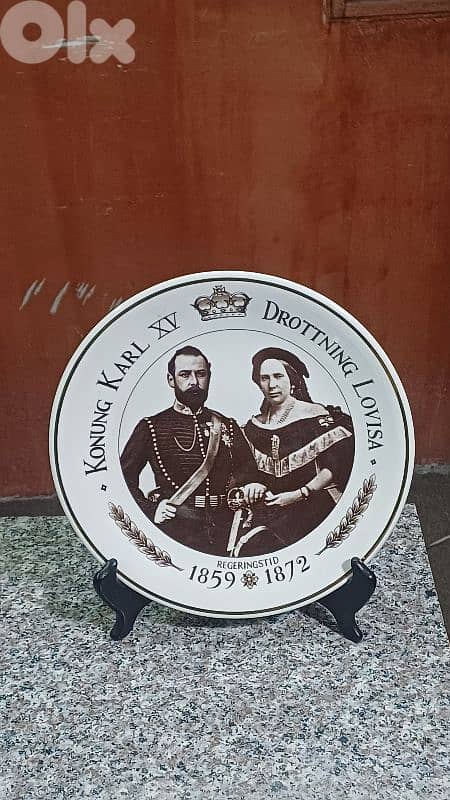 OLX
KONUNG KARL XV
DROTTNING LOVISA
REGERINGSTID
1859 1872